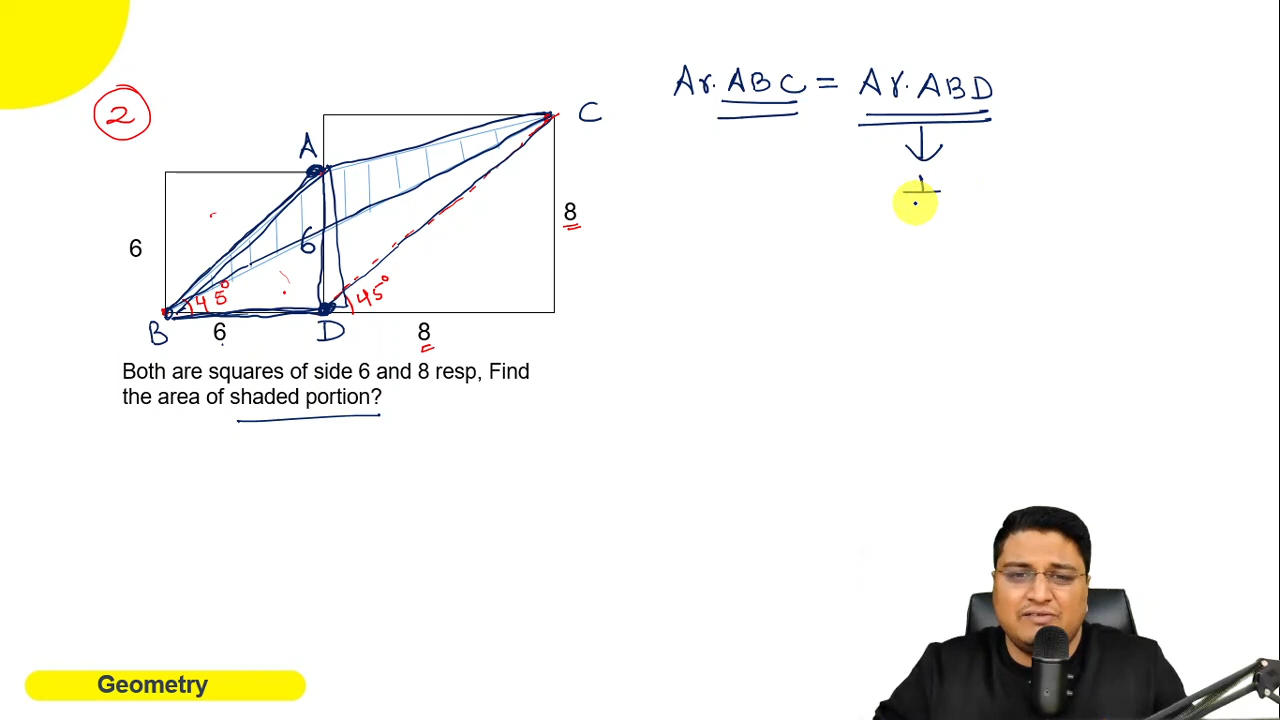 2
Ar. ABC = Ar. ABD
C
A
8
6
6
45°
45°
B
D
6
8
Both are squares of side 6 and 8 resp, Find
the area of shaded portion?
Geometry